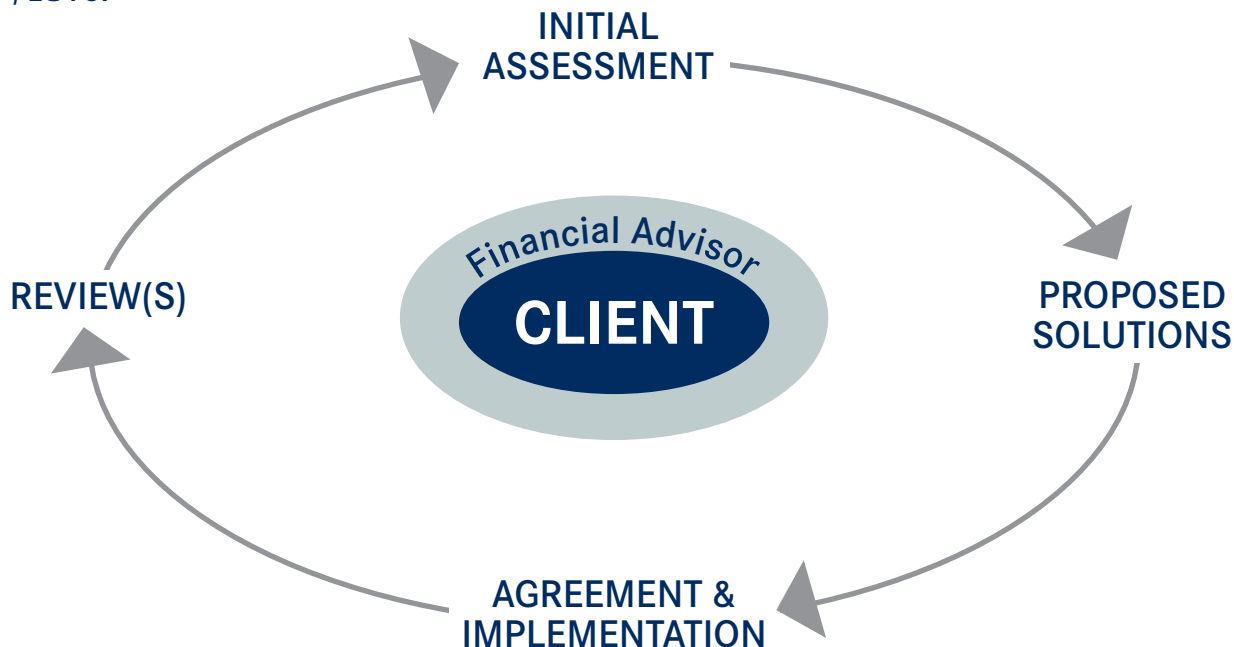 INITIAL
ASSESSMENT
Financial Advisor
CLIENT
REVIEW(S)
PROPOSED
SOLUTIONS
AGREEMENT &
IMPLEMENTATION